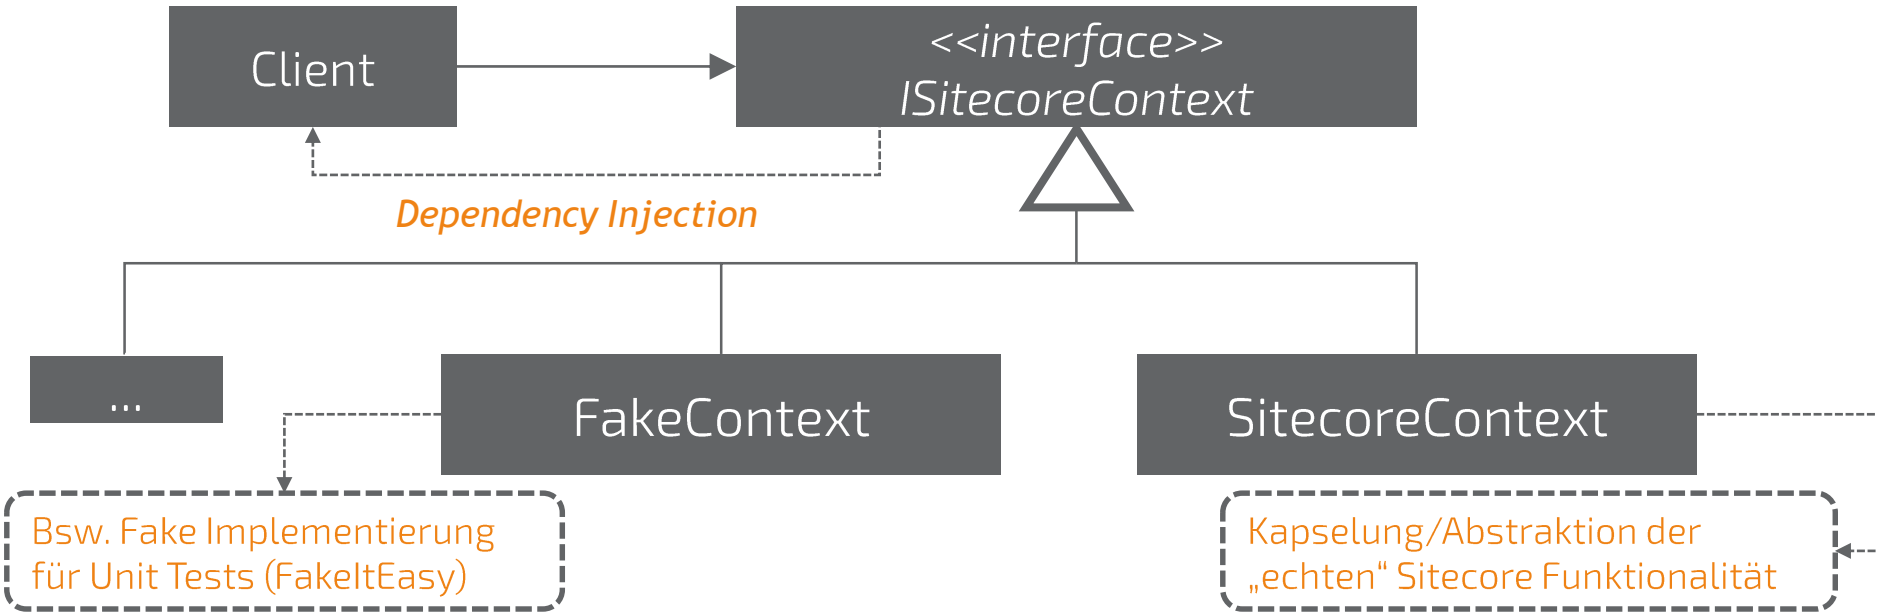 Client
<<interface>>
ISitecoreContext
Dependency Injection
...
FakeContext
SitecoreContext
Bsw. Fake Implementierung
für Unit Tests (FakeItEasy)
Kapselung/Abstraktion der
„echten“ Sitecore Funktionalität